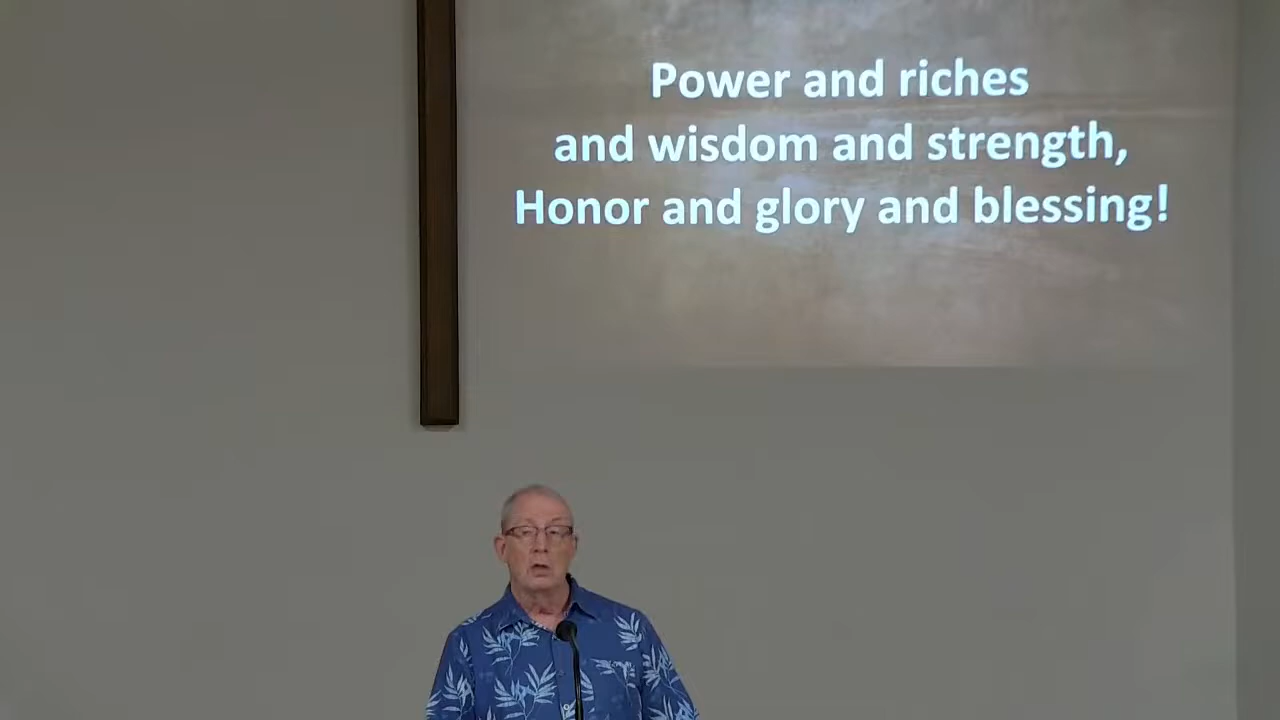 Power and riches
and wisdom and strength,
Honor and glory and blessing!